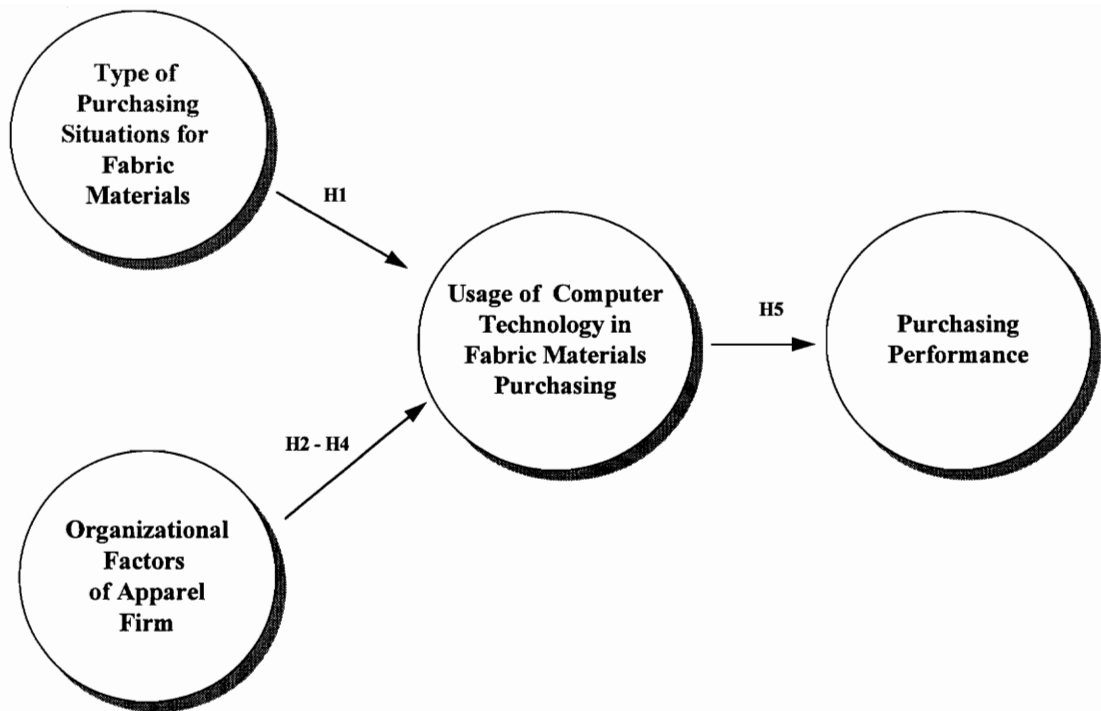 Type of
Purchasing
Situations for
Fabric
Materials
H1
Usage of Computer
Technology in
Fabric Materials
Purchasing
H5
Purchasing
Performance
H2 - H4
Organizational
Factors
of Apparel
Firm